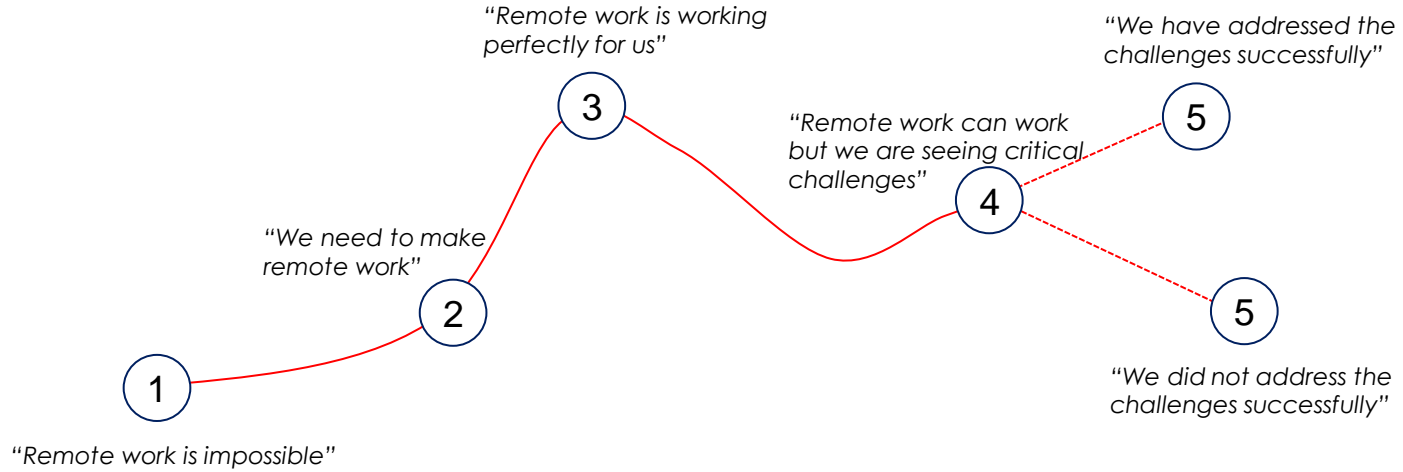 “Remote work is working
perfectly for us”
3
“We have addressed the
challenges successfully”
5
“Remote work can work
but we are seeing critical
challenges”
4
“We need to make
remote work”
2
5
“We did not address the
challenges successfully”
1
“Remote work is impossible”